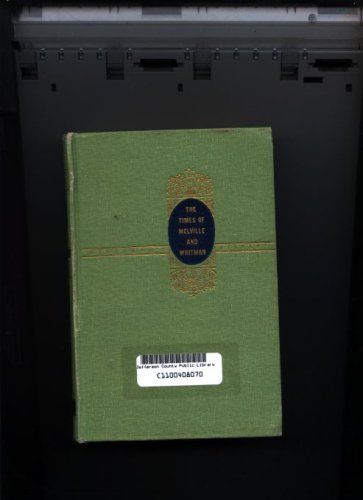 THE
TIMES OF
MELVILLE
AND
WHITMAN
Jefferson County Public Library
C1100408070